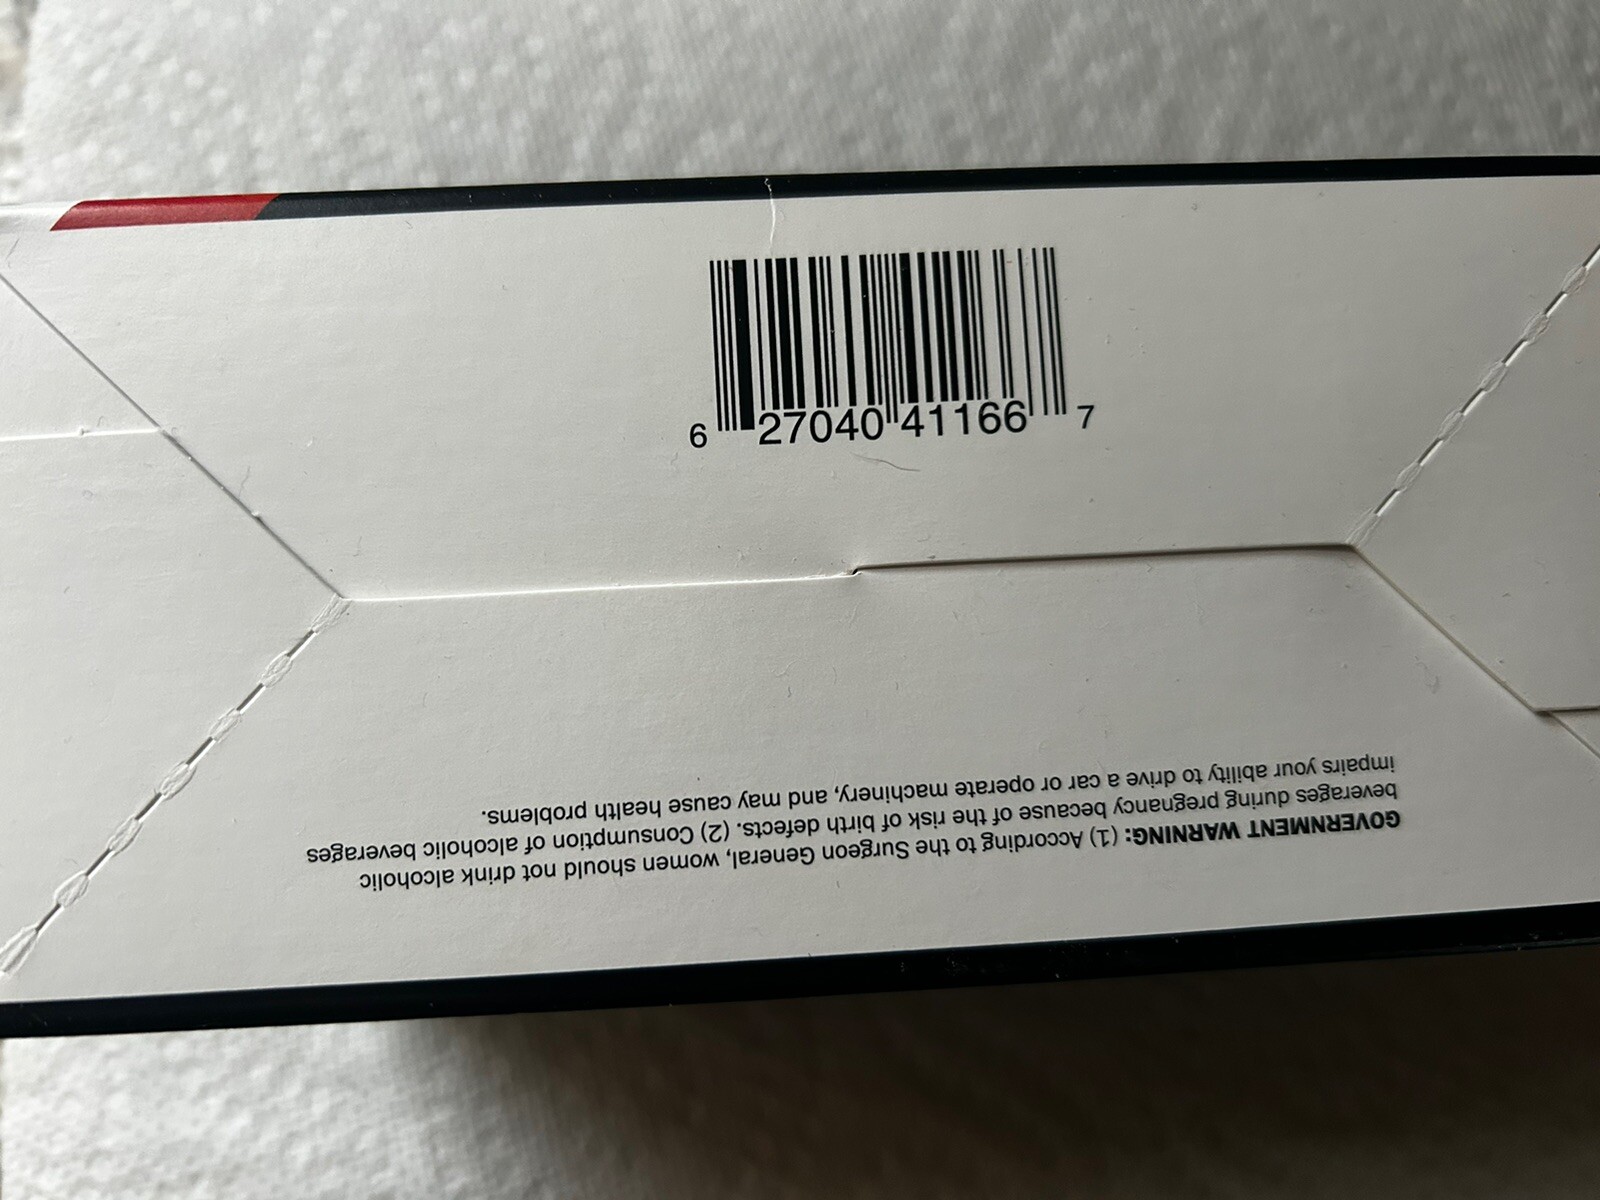 6 27040 41166 7
GOVERNMENT WARNING: (1) According to the Surgeon General, women should not drink alcoholic
beverages during pregnancy because of the risk of birth defects. (2) Consumption of alcoholic beverages
impairs your ability to drive a car or operate machinery, and may cause health problems.